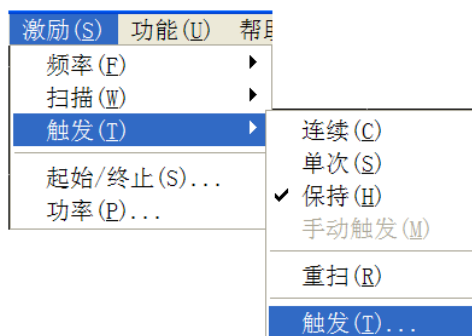 激励(S) 功能(U) 帮
频率(F)
扫描(W)
触发(T)
起始/终止(S)...
功率(P)...
连续(C)
单次(S)
保持(H)
手动触发(M)
重扫(R)
触发(T)...